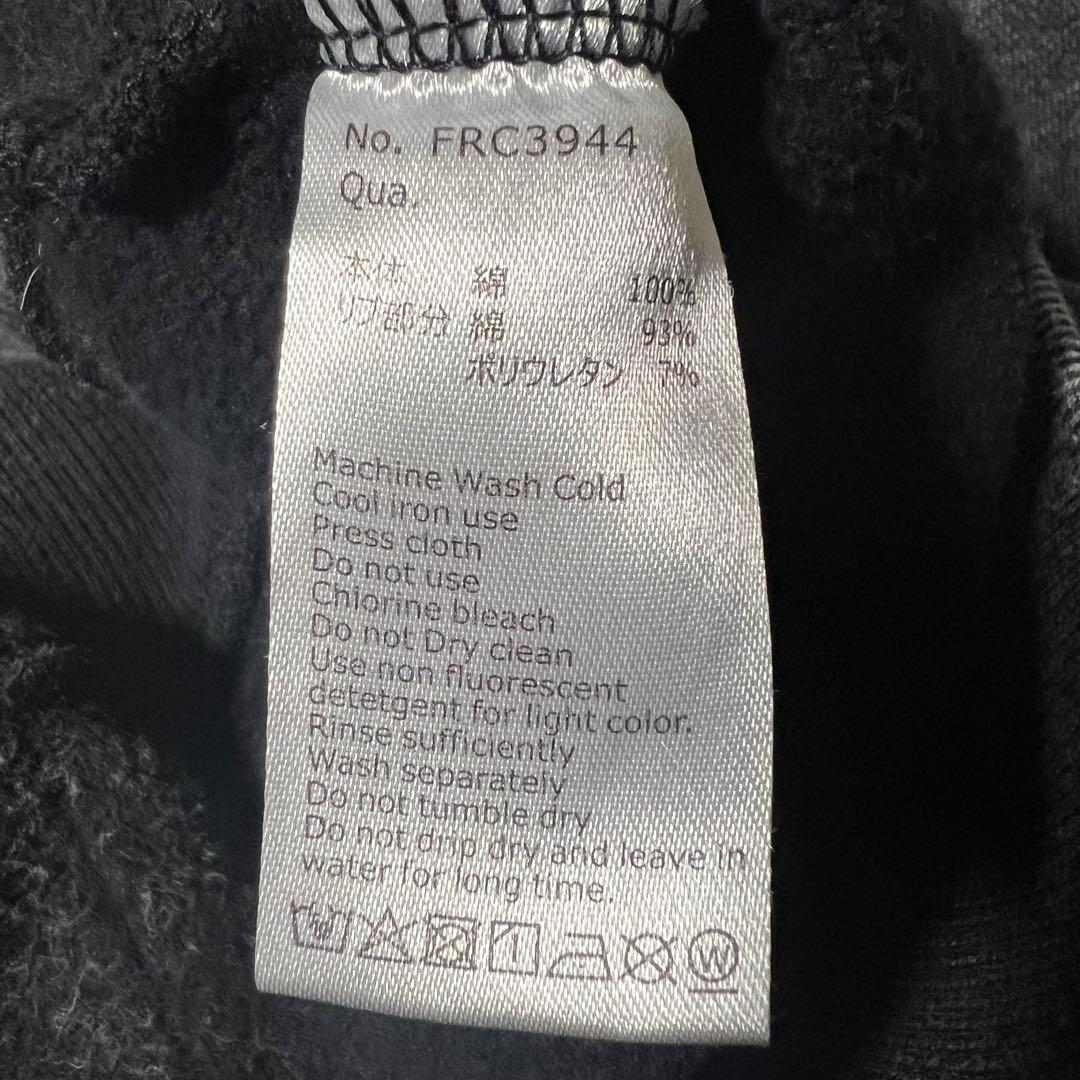 No. FRC3944
Qua.
本体 綿 100%
リブ部分 綿 93%
ポリウレタン 7%
Machine Wash Cold
Cool iron use
Press cloth
Do not use
Chiorine bleach
Do not Dry clean
Use non fluorescent
detetgent for light color.
Rinse sufficiently
Wash separately
Do not tumble dry
Do not drip dry and leave in
water for long time.
W